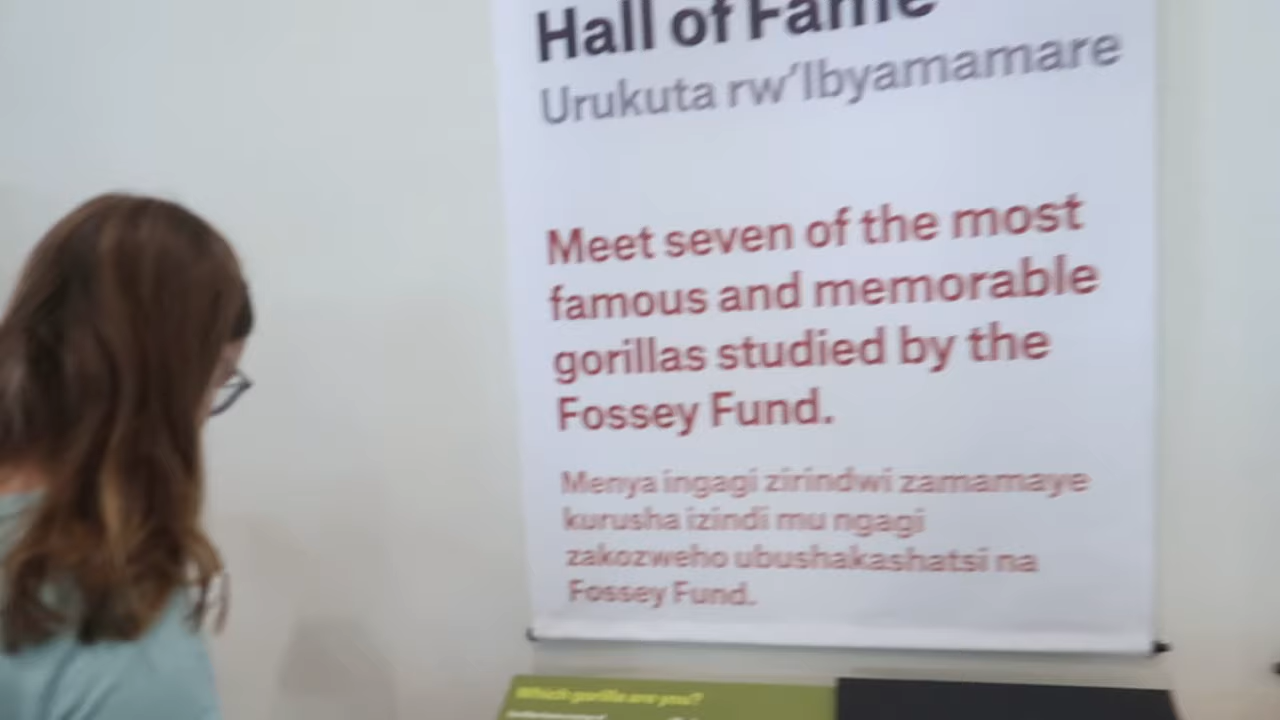 Hall of Fame
Urukuta rw'Ibyamamare
Meet seven of the most
famous and memorable
gorillas studied by the
Fossey Fund.
Menya ingagi zirindwi zamamaye
kurusha izindi mu ngagi
zakozweho ubushakashatsi na
Fossey Fund.
Which gorilla are you?